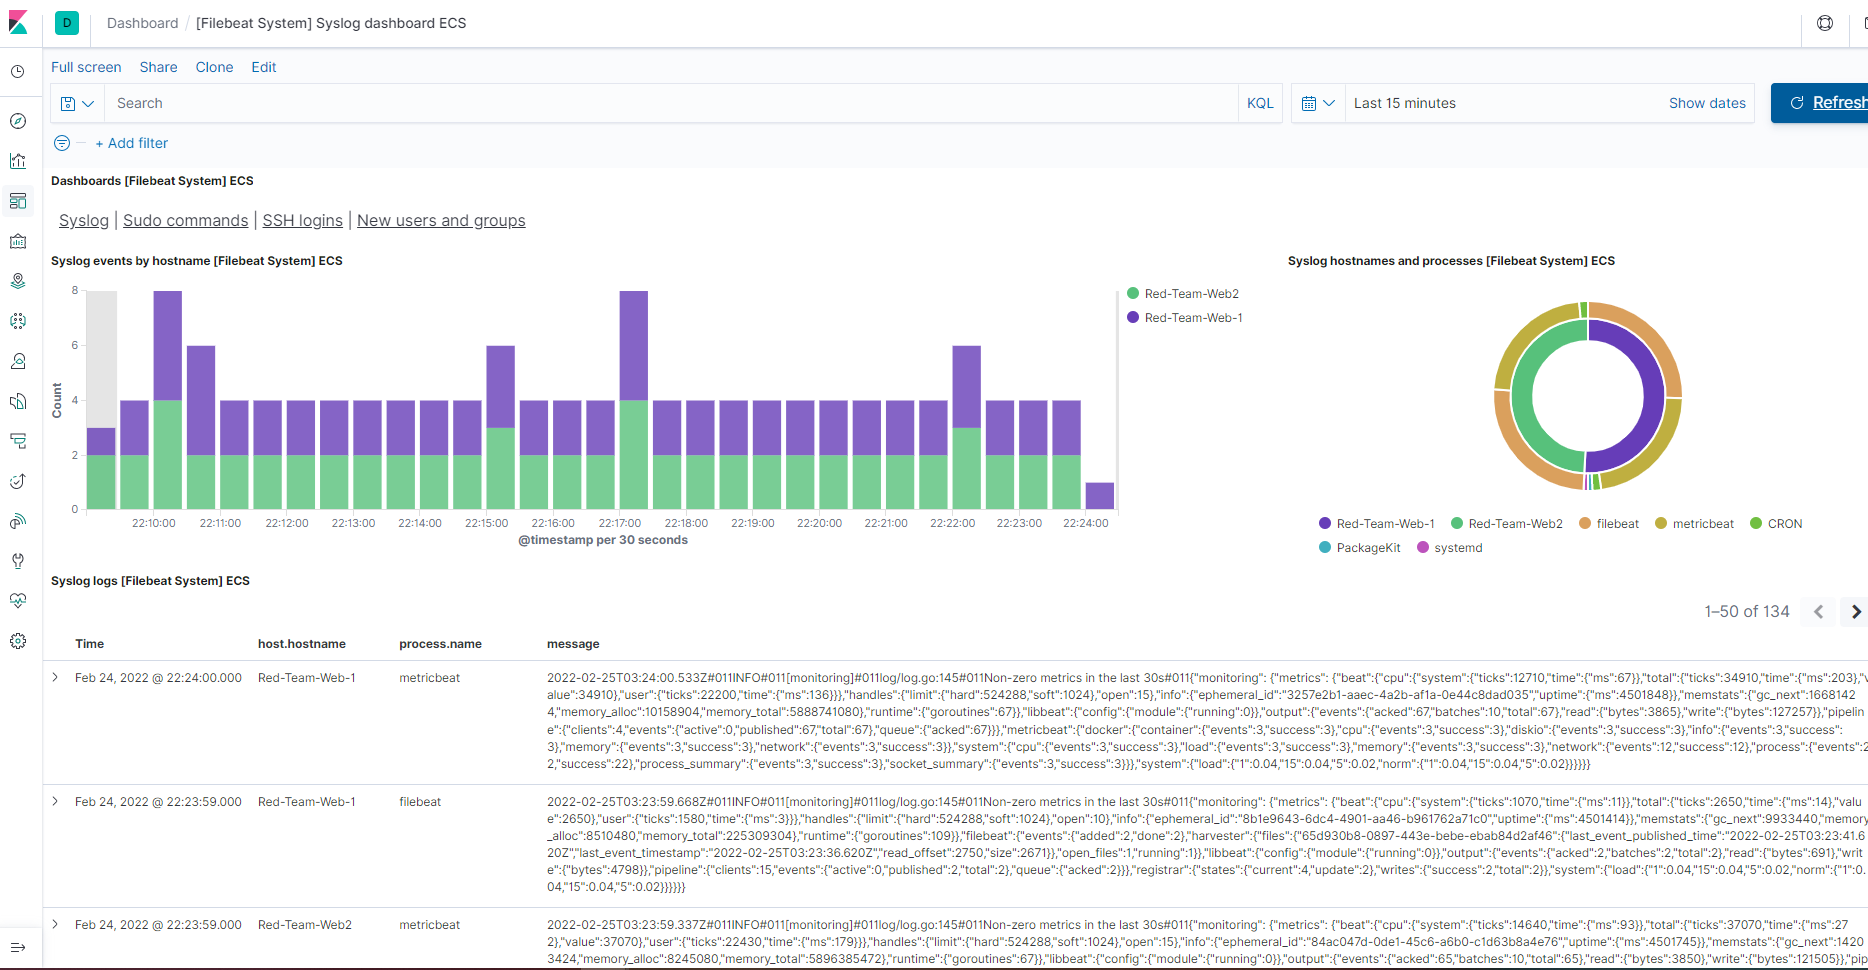 D Dashboard / [Filebeat System] Syslog dashboard ECS
Full screen Share Clone Edit
Search KQL Last 15 minutes Show dates Refresh
+ Add filter
Dashboards [Filebeat System] ECS
Syslog | Sudo commands | SSH logins | New users and groups
Syslog events by hostname [Filebeat System] ECS
8
6
4
2
0
Count
22:10:00 22:11:00 22:12:00 22:13:00 22:14:00 22:15:00 22:16:00 22:17:00 22:18:00 22:19:00 22:20:00 22:21:00 22:22:00 22:23:00 22:24:00
@timestamp per 30 seconds
Red-Team-Web2
Red-Team-Web-1
Syslog hostnames and processes [Filebeat System] ECS
Red-Team-Web-1 Red-Team-Web2 filebeat metricbeat CRON
PackageKit systemd
Syslog logs [Filebeat System] ECS
1–50 of 134
Time host.hostname process.name message
Feb 24, 2022 @ 22:24:00.000 Red-Team-Web-1 metricbeat 2022-02-25T03:24:00.533Z#011INFO#011[monitoring]#011log/log.go:145#011Non-zero metrics in the last 30s#011{"monitoring": {"metrics": {"beat":{"cpu":{"system":{"ticks":12710,"time":{"ms":67}},"total":{"ticks":34910,"time":{"ms":203},"v
alue":34910},"user":{"ticks":22200,"time":{"ms":136}}},"handles":{"limit":{"hard":524288,"soft":1024},"open":15},"info":{"ephemeral_id":"3257e2b1-aaec-4a2b-af1a-0e44c8dad035","uptime":{"ms":4501848}},"memstats":{"gc_next":1668142
4,"memory_alloc":10158904,"memory_total":5888741080},"runtime":{"goroutines":67}},"libbeat":{"config":{"module":{"running":0}},"output":{"events":{"acked":67,"batches":10,"total":67},"read":{"bytes":3865},"write":{"bytes":127257}},"pipelin
e":{"clients":4,"events":{"active":0,"published":67,"total":67},"queue":{"acked":67}}},"metricbeat":{"docker":{"container":{"events":3,"success":3},"cpu":{"events":3,"success":3},"diskio":{"events":3,"success":3},"info":{"events":3,"success":
3},"memory":{"events":3,"success":3},"network":{"events":3,"success":3}},"system":{"cpu":{"events":3,"success":3},"load":{"events":3,"success":3},"memory":{"events":3,"success":3},"network":{"events":12,"success":12},"process":{"events":2
2,"success":22},"process_summary":{"events":3,"success":3},"socket_summary":{"events":3,"success":3}}},"system":{"load":{"1":0.04,"15":0.04,"5":0.02,"norm":{"1":0.04,"15":0.04,"5":0.02}}}}}}
Feb 24, 2022 @ 22:23:59.000 Red-Team-Web-1 filebeat 2022-02-25T03:23:59.668Z#011INFO#011[monitoring]#011log/log.go:145#011Non-zero metrics in the last 30s#011{"monitoring": {"metrics": {"beat":{"cpu":{"system":{"ticks":1070,"time":{"ms":11}},"total":{"ticks":2650,"time":{"ms":14},"valu
e":2650},"user":{"ticks":1580,"time":{"ms":3}}},"handles":{"limit":{"hard":524288,"soft":1024},"open":10},"info":{"ephemeral_id":"8b1e9643-6dc4-4901-aa46-b961762a71c0","uptime":{"ms":4501414}},"memstats":{"gc_next":9933440,"memory
_alloc":8510480,"memory_total":225309304},"runtime":{"goroutines":109}},"filebeat":{"events":{"added":2,"done":2},"harvester":{"files":{"65d930b8-0897-443e-bebe-ebab84d2af46":{"last_event_published_time":"2022-02-25T03:23:41.6
20Z","last_event_timestamp":"2022-02-25T03:23:36.620Z","read_offset":2750,"size":2671}},"open_files":1,"running":1}},"libbeat":{"config":{"module":{"running":0}},"output":{"events":{"acked":2,"batches":2,"total":2},"read":{"bytes":691},"writ
e":{"bytes":4798}},"pipeline":{"clients":15,"events":{"active":0,"published":2,"total":2},"queue":{"acked":2}}},"registrar":{"states":{"current":4,"update":2},"writes":{"success":2,"total":2}},"system":{"load":{"1":0.04,"15":0.04,"5":0.02,"norm":{"1":0.
04,"15":0.04,"5":0.02}}}}}}
Feb 24, 2022 @ 22:23:59.000 Red-Team-Web2 metricbeat 2022-02-25T03:23:59.337Z#011INFO#011[monitoring]#011log/log.go:145#011Non-zero metrics in the last 30s#011{"monitoring": {"metrics": {"beat":{"cpu":{"system":{"ticks":14640,"time":{"ms":93}},"total":{"ticks":37070,"time":{"ms":27
2},"value":37070},"user":{"ticks":22430,"time":{"ms":179}}},"handles":{"limit":{"hard":524288,"soft":1024},"open":15},"info":{"ephemeral_id":"84ac047d-0de1-45c6-a6b0-c1d63b8a4e76","uptime":{"ms":4501745}},"memstats":{"gc_next":1420
3424,"memory_alloc":8245080,"memory_total":5896385472},"runtime":{"goroutines":67}},"libbeat":{"config":{"module":{"running":0}},"output":{"events":{"acked":65,"batches":10,"total":65},"read":{"bytes":3850},"write":{"bytes":121505}},"pip